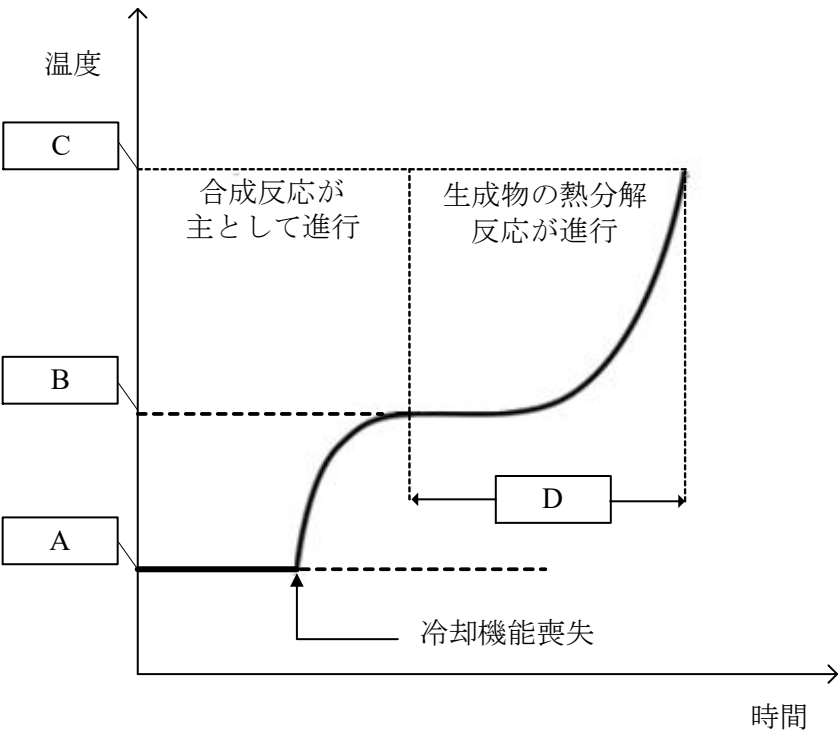 温度
C
合成反応が
主として進行
生成物の熱分解
反応が進行
B
D
A
冷却機能喪失
時間